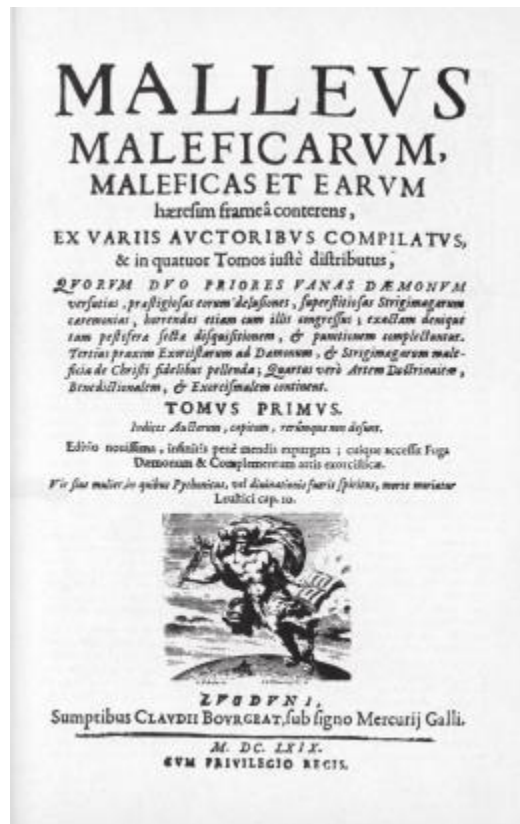 MALLEVS
MALEFICARVM,
MALEFICAS ET EARVM
hæresim frameâ conterens,
EX VARIIS AVCTORIBVS COMPILATVS,
& in quatuor Tomos iustè distributus,
QVORVM DVO PRIORES VANAS DÆMONVM
versutias, præstigiosas eorum delusiones, superstitiosas Strigimagarum
cæremonias, horrendos etiam cum illis congressus; exactam denique
tam pestiferæ sectæ disquisitionem, & punitionem complectuntur.
Tertius praxim Exorcistarum ad Dæmonum, & Strigimagarum male-
ficia de Christi fidelibus pellenda; Quartus verò Artem Doctrinalem,
Benedictionalem, & Exorcismalem continent.
TOMVS PRIMVS.
Indices Auctorum, capitum, rerúmque non desunt.
Editio nouissima, infinitis penè mendis expurgata; cuique accessit Fuga
Dæmonum & Complementum artis exorcisticæ.
Vir siue mulier, in quibus Pythonicus, vel diuinationis fuerit spiritus, morte moriatur
Leuitici cap. 10.
LVGDVNI,
Sumptibus CLAVDII BOVRGEAT, sub signo Mercurij Galli.
M. DC. LXIX.
CVM PRIVILEGIO REGIS.